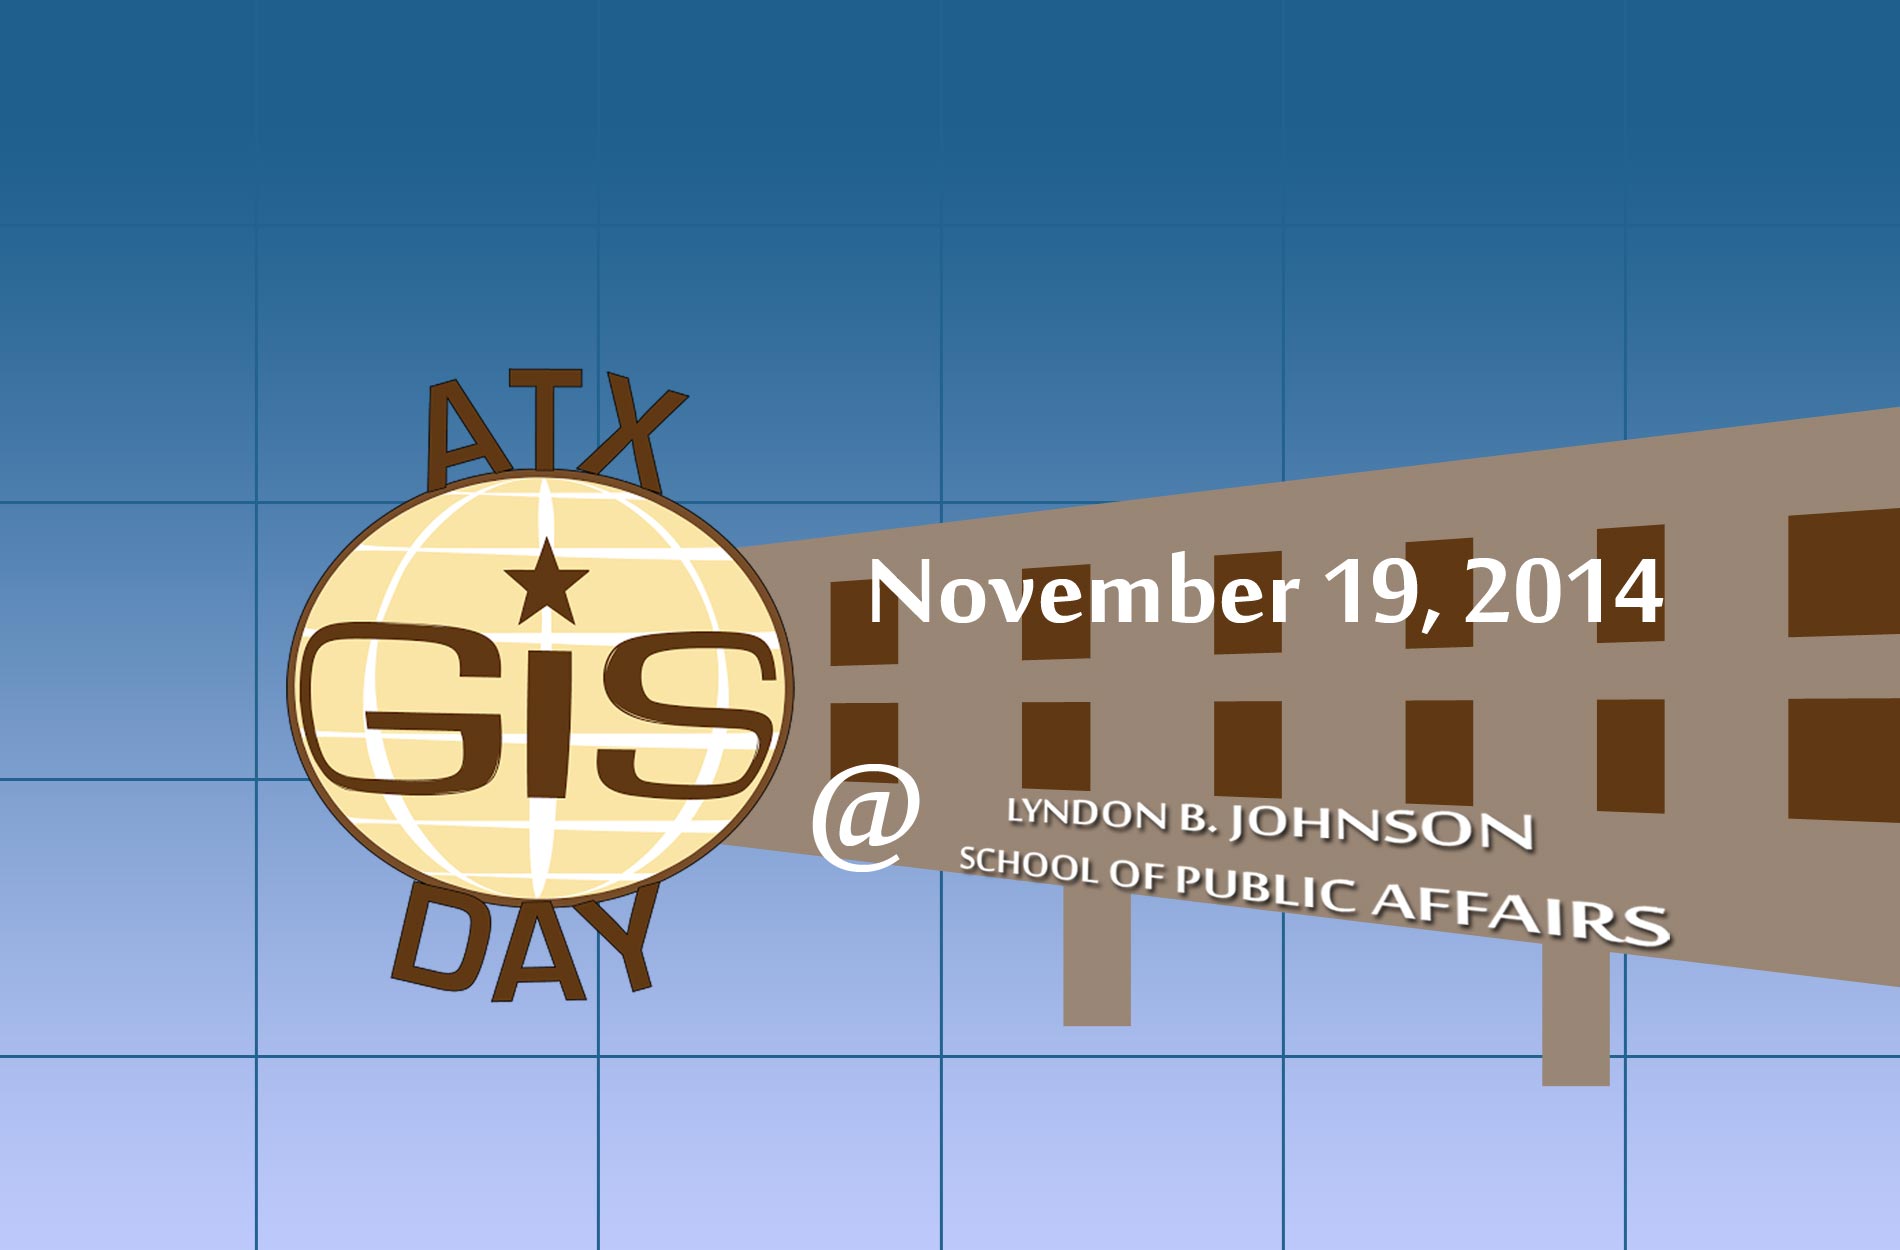 ATX
GIS
DAY
November 19, 2014
@
LYNDON B. JOHNSON
SCHOOL OF PUBLIC AFFAIRS